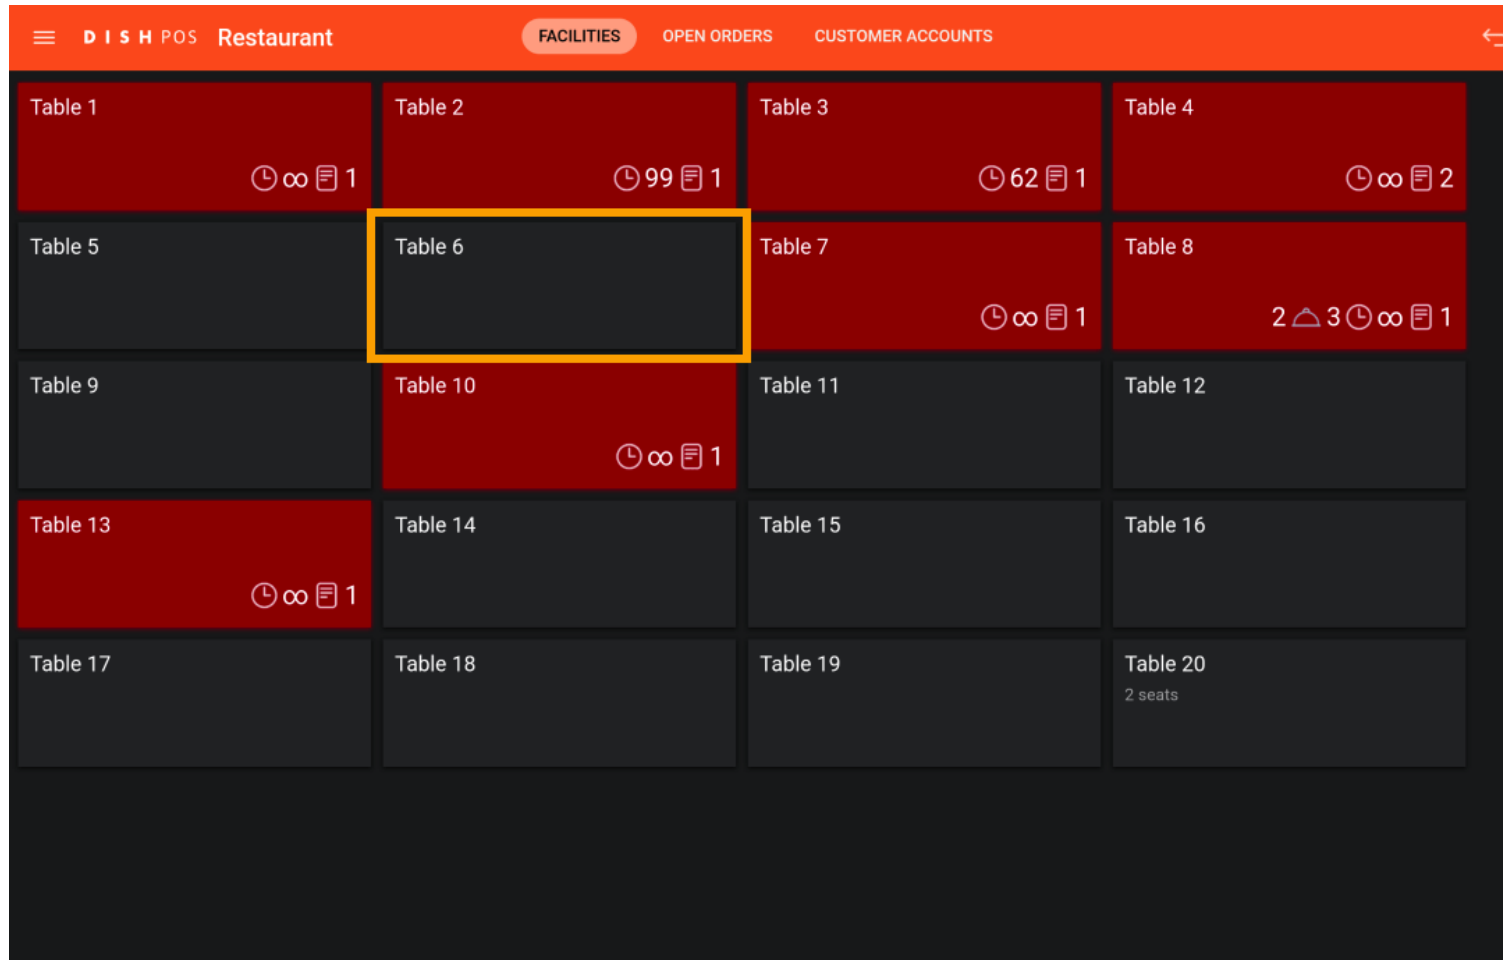 DISH POS Restaurant FACILITIES OPEN ORDERS CUSTOMER ACCOUNTS
Table 1 Table 2 Table 3 Table 4
∞ 1 99 1 62 1 ∞ 2
Table 5 Table 6 Table 7 Table 8
∞ 1 2 3 ∞ 1
Table 9 Table 10 Table 11 Table 12
∞ 1
Table 13 Table 14 Table 15 Table 16
∞ 1
Table 17 Table 18 Table 19 Table 20
2 seats